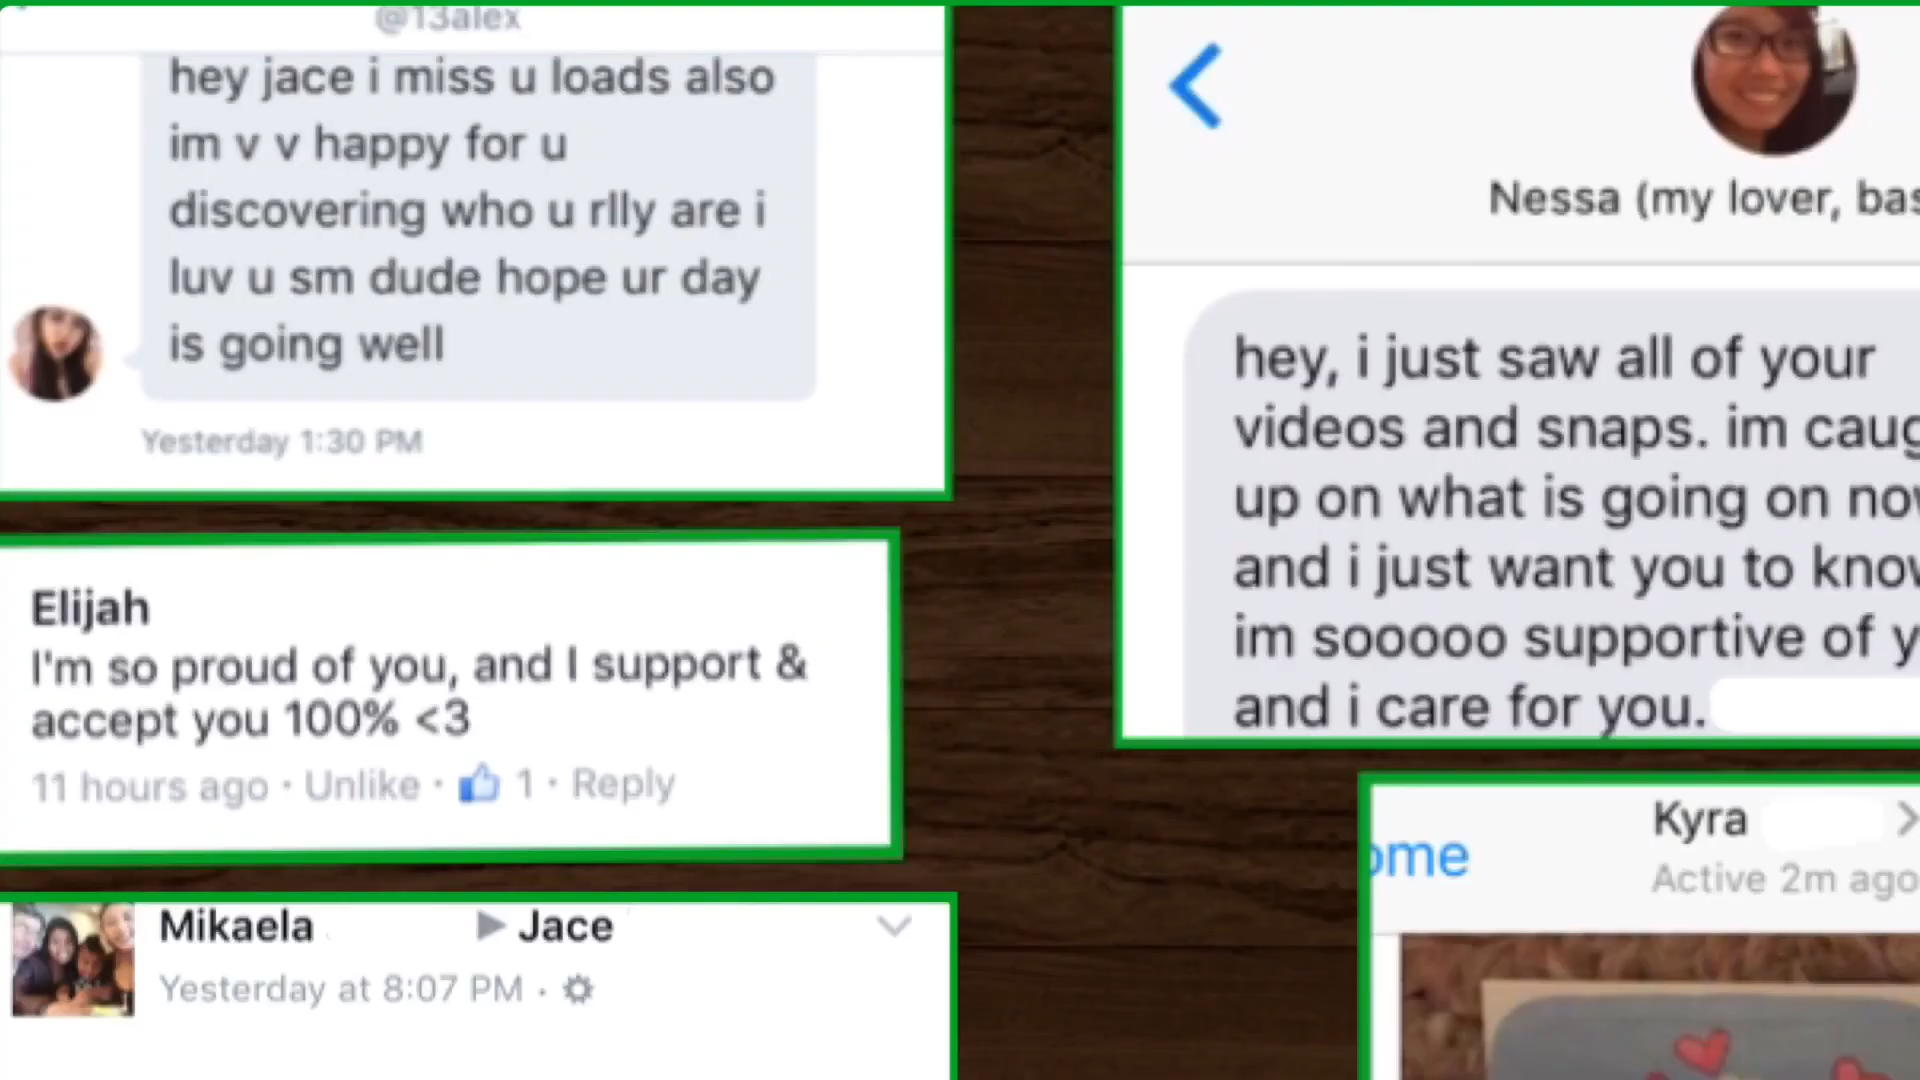 @13alex
hey jace i miss u loads also
im v v happy for u
discovering who u rlly are i
luv u sm dude hope ur day
is going well
Yesterday 1:30 PM
Elijah
I'm so proud of you, and I support &
accept you 100% <3
11 hours ago · Unlike · 1 · Reply
Mikaela ▶ Jace
Yesterday at 8:07 PM ·
Nessa (my lover, bas
hey, i just saw all of your
videos and snaps. im caug
up on what is going on no
and i just want you to kno
im sooooo supportive of y
and i care for you.
Kyra
ome
Active 2m ago